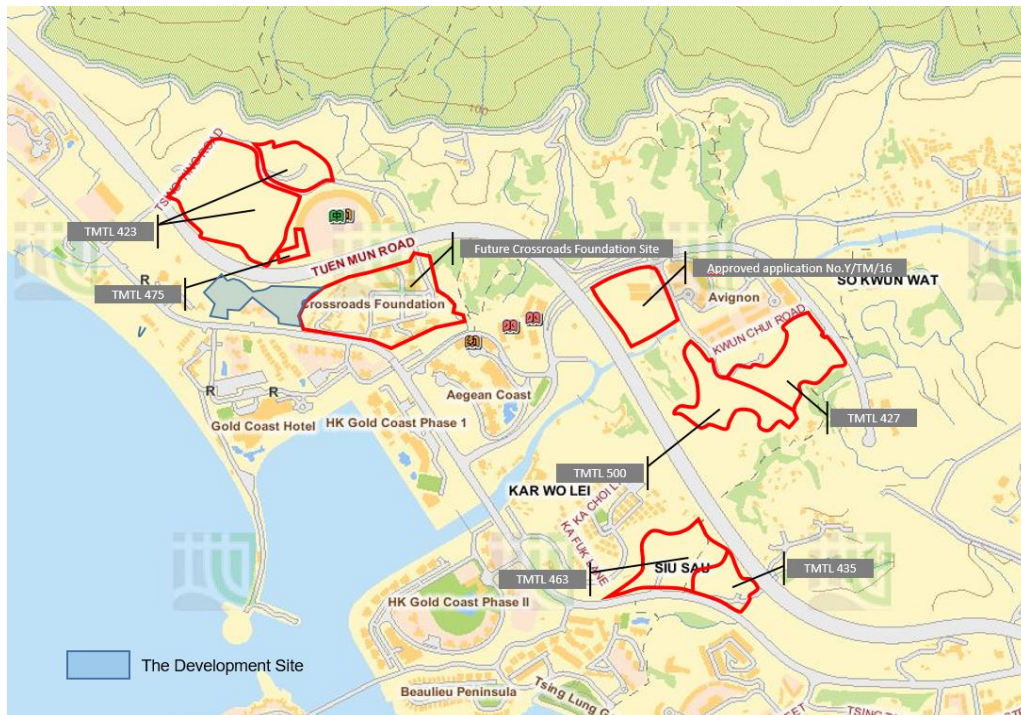 100
TSING YING ROAD
TMTL 423
TUEN MUN ROAD
Future Crossroads Foundation Site
Approved application No.Y/TM/16
SO KWUN WAT
R
TMTL 475
Crossroads Foundation
Avignon
KWUN CHUI ROAD
R
Aegean Coast
Gold Coast Hotel
HK Gold Coast Phase 1
TMTL 427
TMTL 500
KAR WO LEI
KA CHOI L
KA FUK LANE
SIU SAU
TMTL 463
TMTL 435
HK Gold Coast Phase II
The Development Site
Beaulieu Peninsula
Tsing Lung G